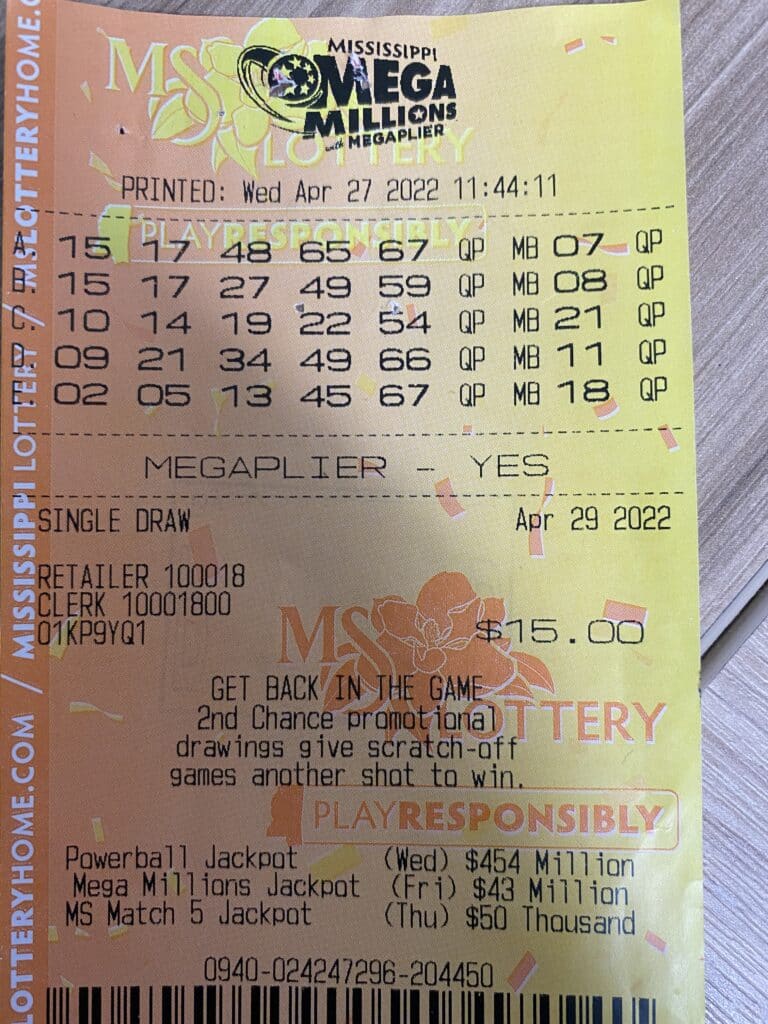 MISSISSIPPI
MEGA
MILLIONS
with MEGAPLIER
MS
LOTTERY
PRINTED: Wed Apr 27 2022 11:44:11
PLAYRESPONSIBLY
A. 15 17 48 65 67 QP MB 07 QP
B. 15 17 27 49 59 QP MB 08 QP
C. 10 14 19 22 54 QP MB 21 QP
D. 09 21 34 49 66 QP MB 11 QP
E. 02 05 13 45 67 QP MB 18 QP
MEGAPLIER - YES
SINGLE DRAW Apr 29 2022
RETAILER 100018
CLERK 10001800
01KP9YQ1 $15.00
MS
LOTTERY
GET BACK IN THE GAME
2nd Chance promotional
drawings give scratch-off
games another shot to win.
PLAYRESPONSIBLY
Powerball Jackpot (Wed) $454 Million
Mega Millions Jackpot (Fri) $43 Million
MS Match 5 Jackpot (Thu) $50 Thousand
0940-024247296-204450
LOTTERYHOME.COM / MISSISSIPPI LOTTERY / MSLOTTERYHOME.C